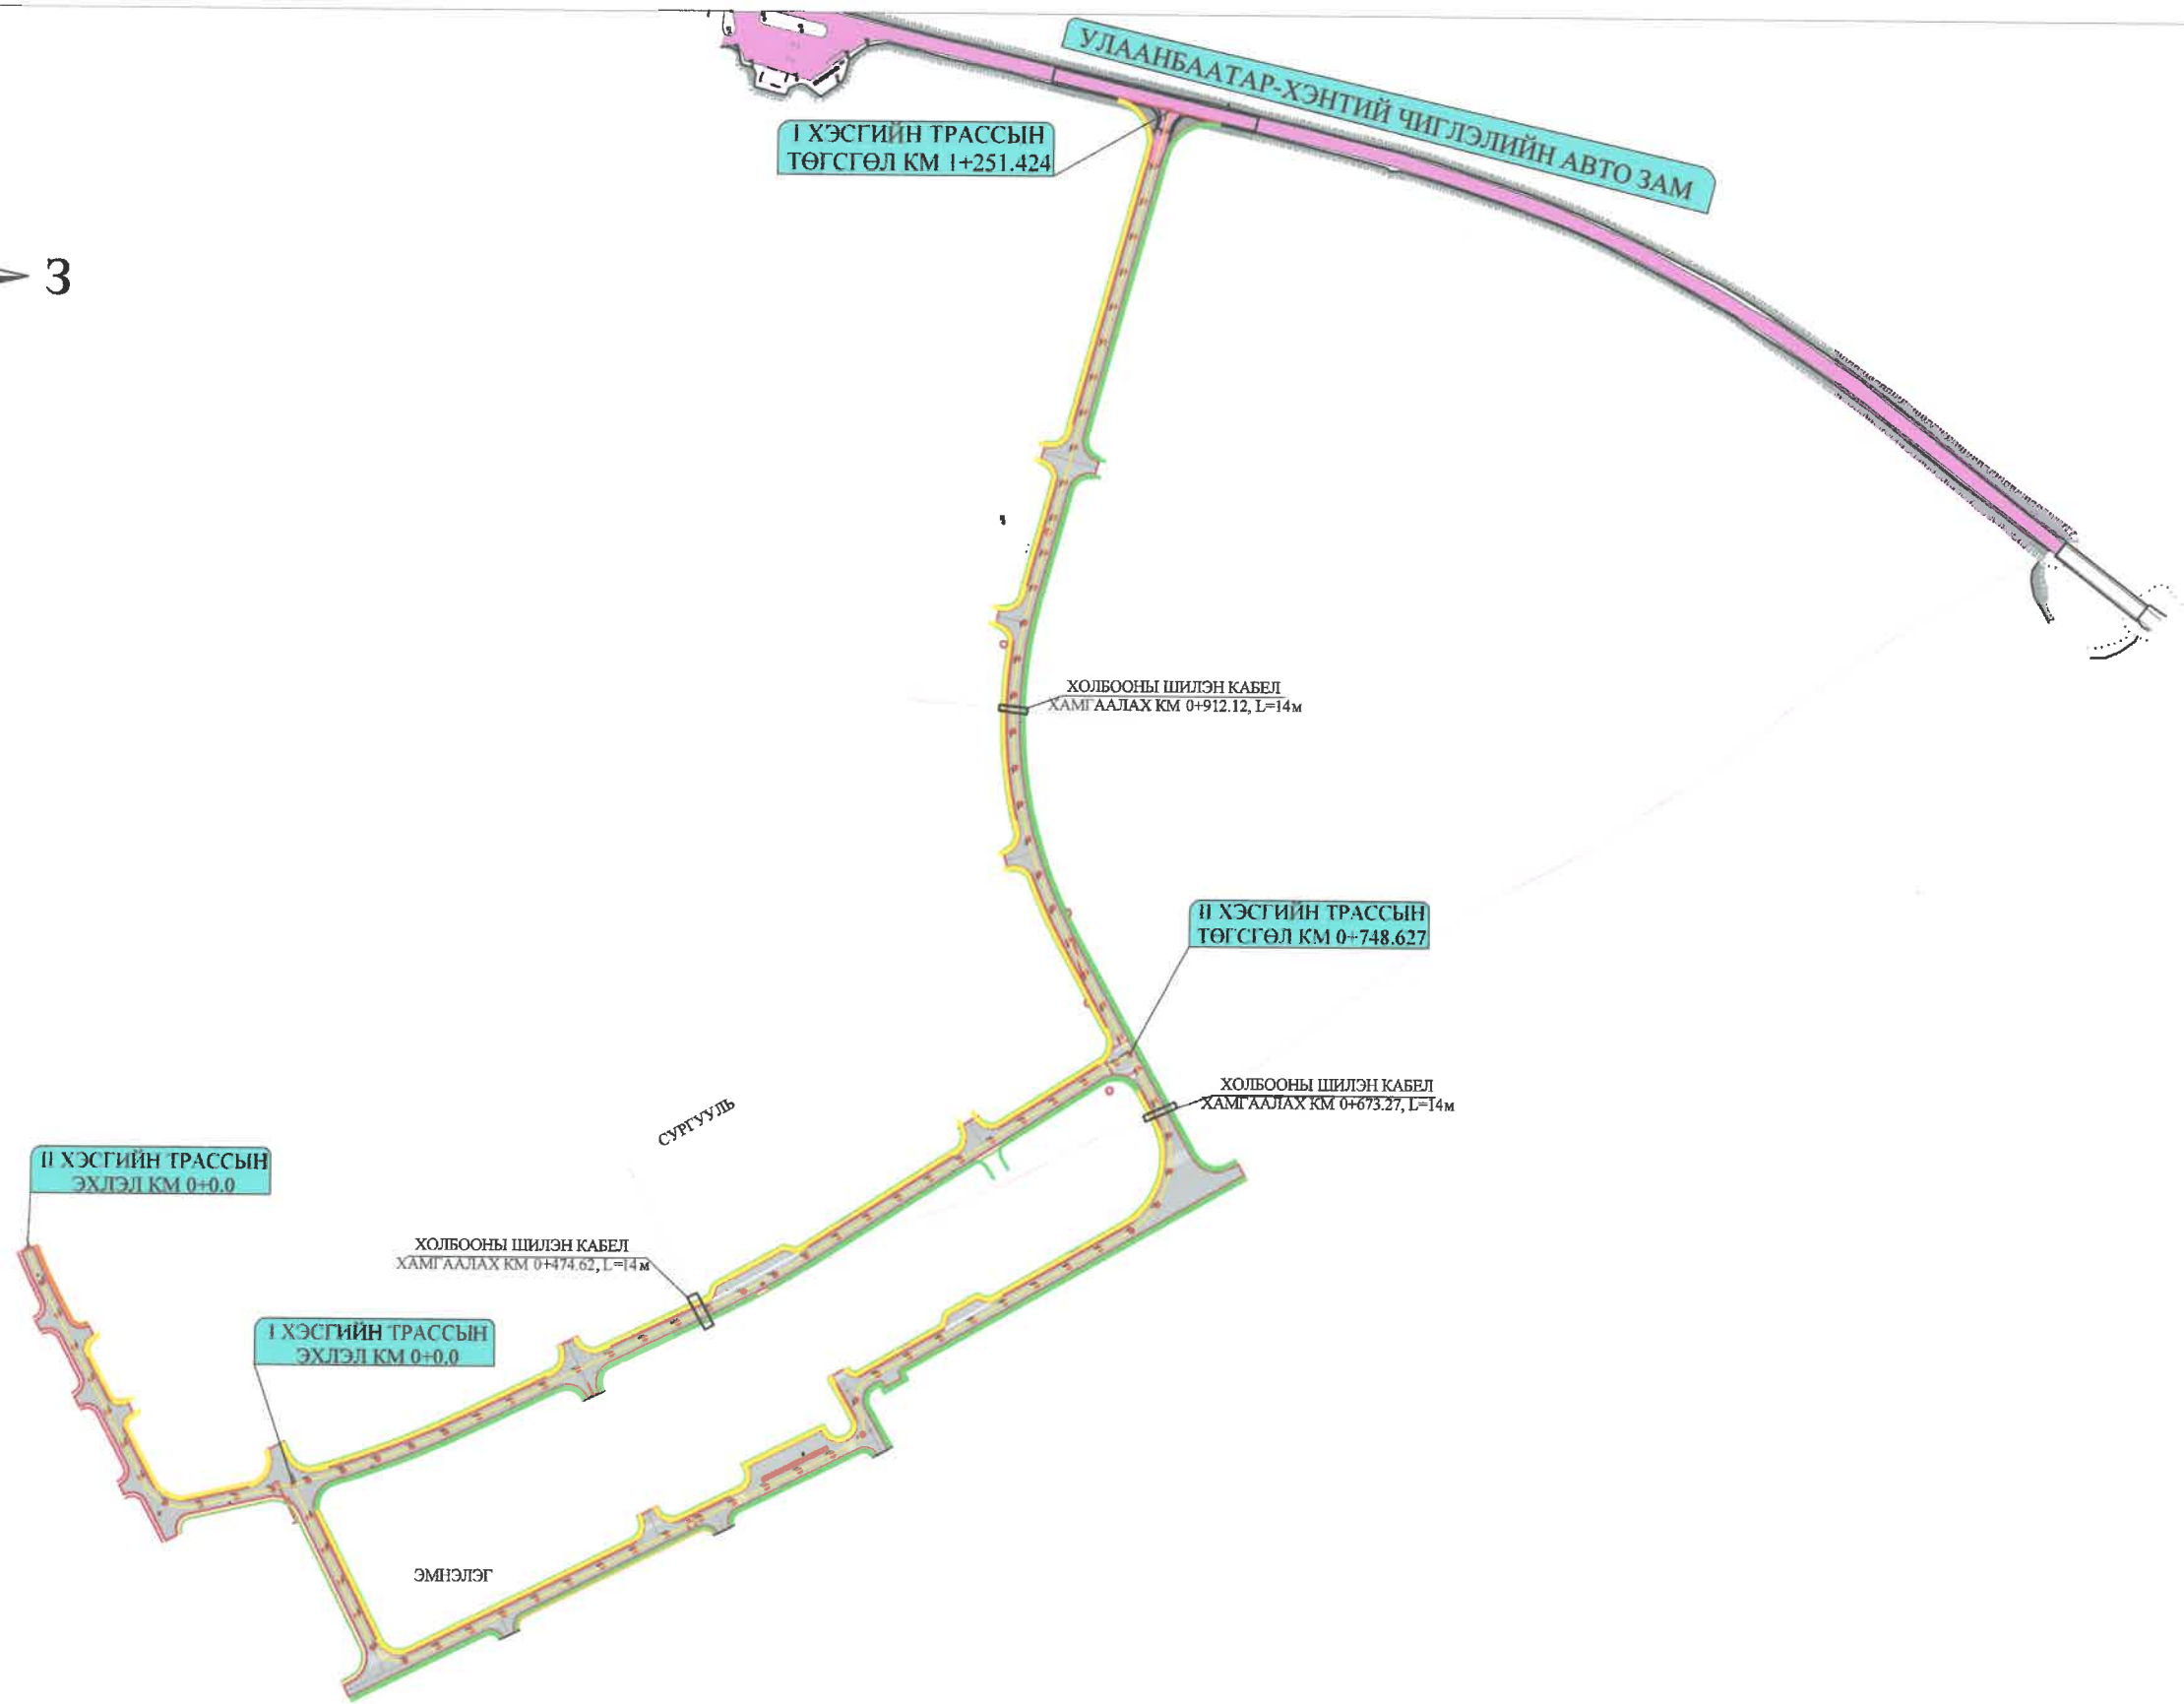 УЛААНБААТАР-ХЭНТИЙ ЧИГЛЭЛИЙН АВТО ЗАМ
I ХЭСГИЙН ТРАССЫН
ТӨГСГӨЛ КМ 1+251.424
З
ХОЛБООНЫ ШИЛЭН КАБЕЛ
ХАМГААЛАХ КМ 0+912.12, L=14м
II ХЭСГИЙН ТРАССЫН
ТӨГСГӨЛ КМ 0+748.627
ХОЛБООНЫ ШИЛЭН КАБЕЛ
ХАМГААЛАХ КМ 0+673.27, L=14м
СУРГУУЛЬ
II ХЭСГИЙН ТРАССЫН
ЭХЛЭЛ КМ 0+0.0
ХОЛБООНЫ ШИЛЭН КАБЕЛ
ХАМГААЛАХ КМ 0+474.62, L=14м
I ХЭСГИЙН ТРАССЫН
ЭХЛЭЛ КМ 0+0.0
ЭМНЭЛЭГ